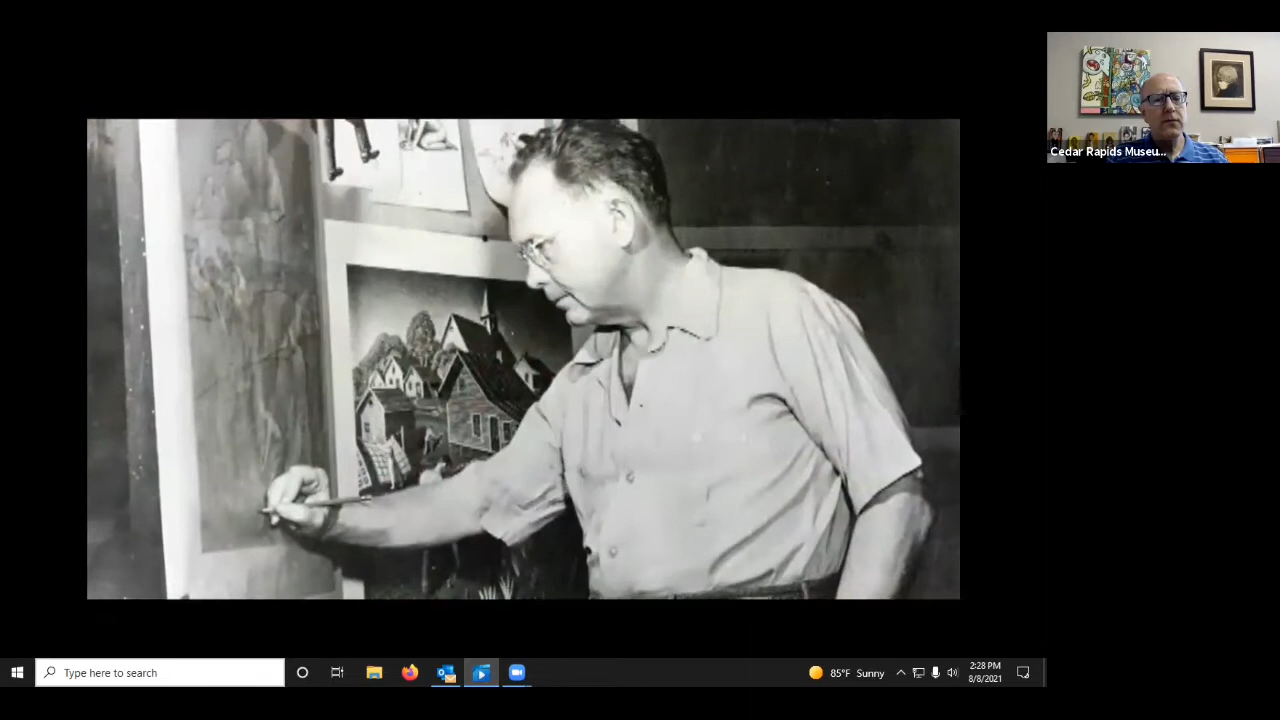 Cedar Rapids Museu...
Type here to search
85°F Sunny
2:28 PM
8/8/2021